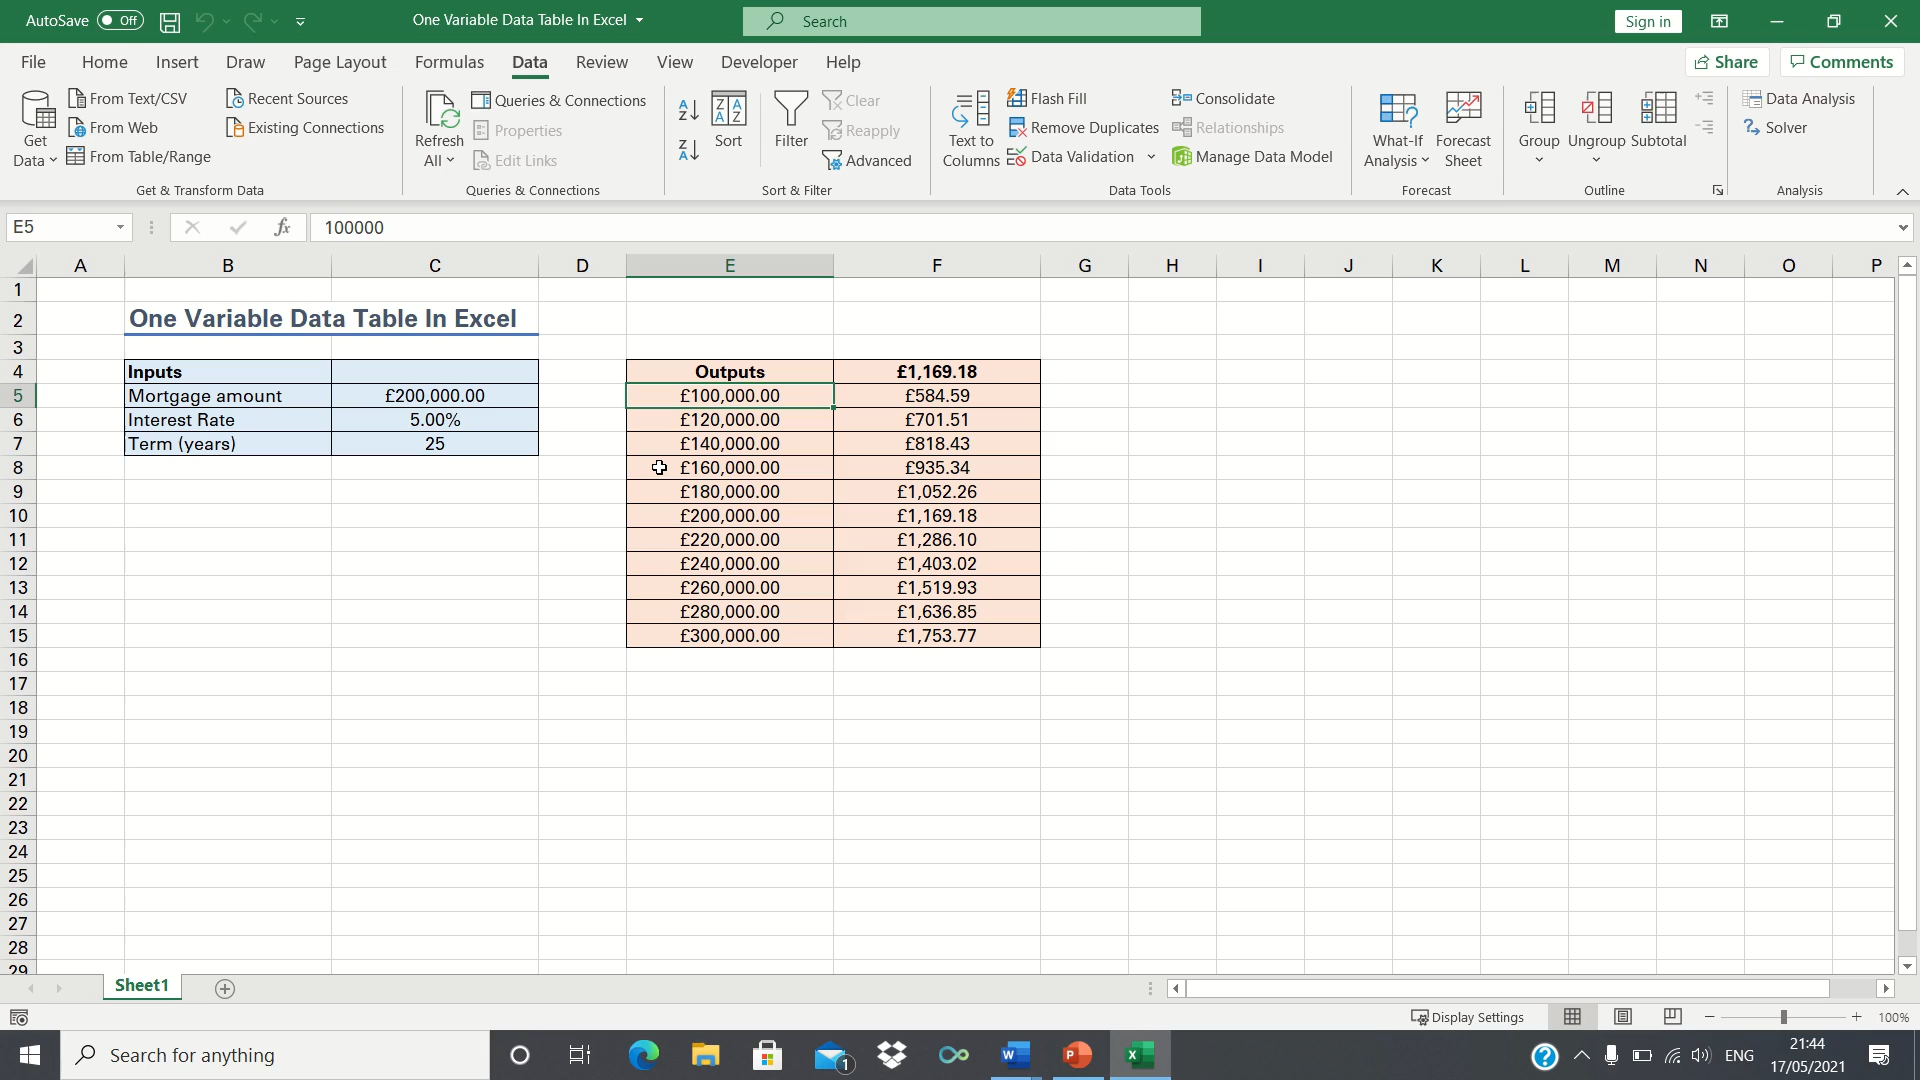 AutoSave Off One Variable Data Table In Excel Search Sign in
File Home Insert Draw Page Layout Formulas Data Review View Developer Help Share Comments
Get Data From Text/CSV From Web From Table/Range Recent Sources Existing Connections
Get & Transform Data
Refresh All Queries & Connections Properties Edit Links
Queries & Connections
Sort Filter Clear Reapply Advanced
Sort & Filter
Text to Columns Flash Fill Remove Duplicates Data Validation Consolidate Relationships Manage Data Model
Data Tools
What-If Analysis Forecast Sheet
Forecast
Group Ungroup Subtotal
Outline
Data Analysis Solver
Analysis
E5 fx 100000
A B C D E F G H I J K L M N O P
1
2 One Variable Data Table In Excel
3
4 Inputs Outputs £1,169.18
5 Mortgage amount £200,000.00 £100,000.00 £584.59
6 Interest Rate 5.00% £120,000.00 £701.51
7 Term (years) 25 £140,000.00 £818.43
8 £160,000.00 £935.34
9 £180,000.00 £1,052.26
10 £200,000.00 £1,169.18
11 £220,000.00 £1,286.10
12 £240,000.00 £1,403.02
13 £260,000.00 £1,519.93
14 £280,000.00 £1,636.85
15 £300,000.00 £1,753.77
16
17
18
19
20
21
22
23
24
25
26
27
28
29
Sheet1
Display Settings 100%
Search for anything 1 ENG 21:44
17/05/2021